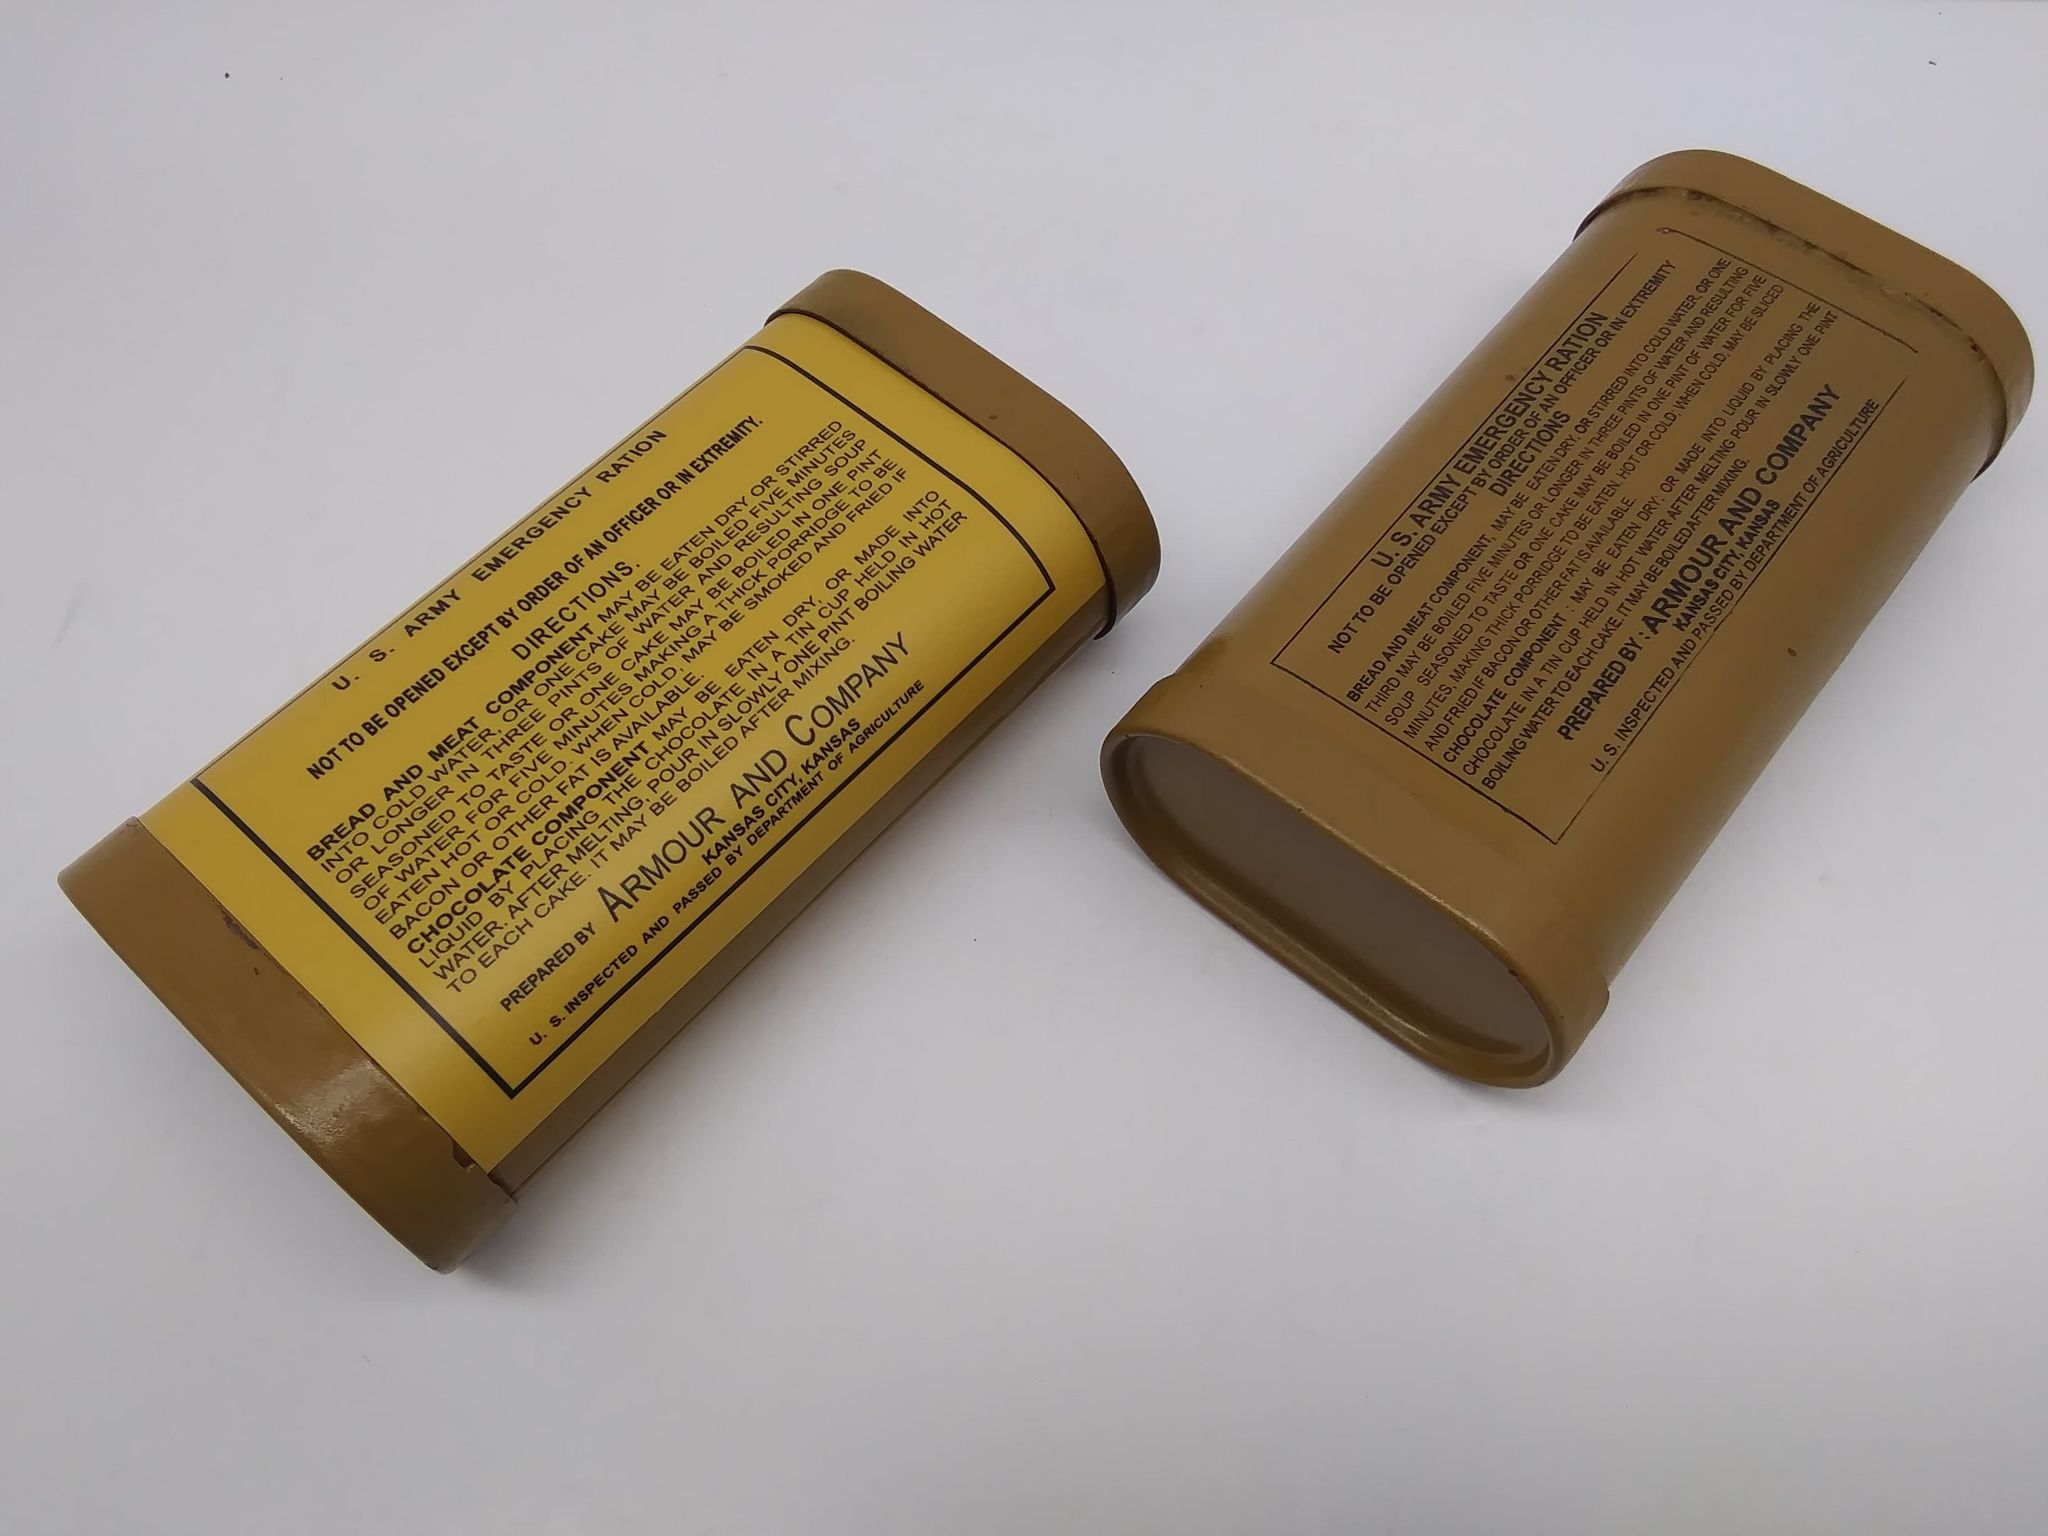 U. S. ARMY EMERGENCY RATION
NOT TO BE OPENED EXCEPT BY ORDER OF AN OFFICER OR IN EXTREMITY.
DIRECTIONS.
BREAD AND MEAT COMPONENT MAY BE EATEN DRY OR STIRRED
INTO COLD WATER, OR ONE CAKE MAY BE BOILED FIVE MINUTES
OR LONGER IN THREE PINTS OF WATER AND RESULTING SOUP
SEASONED TO TASTE OR ONE CAKE MAY BE BOILED IN ONE PINT
OF WATER FOR FIVE MINUTES MAKING A THICK PORRIDGE TO BE
EATEN HOT OR COLD. WHEN COLD, MAY BE SMOKED AND FRIED IF
BACON OR OTHER FAT IS AVAILABLE.
CHOCOLATE COMPONENT MAY BE EATEN DRY, OR MADE INTO
LIQUID BY PLACING THE CHOCOLATE IN A TIN CUP HELD IN HOT
WATER. AFTER MELTING, POUR IN SLOWLY ONE PINT BOILING WATER
TO EACH CAKE. IT MAY BE BOILED AFTER MIXING.
PREPARED BY ARMOUR AND COMPANY
KANSAS CITY, KANSAS
U. S. INSPECTED AND PASSED BY DEPARTMENT OF AGRICULTURE
U. S. ARMY EMERGENCY RATION
NOT TO BE OPENED EXCEPT BY ORDER OF AN OFFICER OR IN EXTREMITY
DIRECTIONS
BREAD AND MEAT COMPONENT, MAY BE EATEN DRY, OR STIRRED INTO COLD WATER, OR ONE
THIRD MAY BE BOILED FIVE MINUTES OR LONGER IN THREE PINTS OF WATER AND RESULTING
SOUP SEASONED TO TASTE OR ONE CAKE MAY BE BOILED IN ONE PINT OF WATER FOR FIVE
MINUTES, MAKING THICK PORRIDGE TO BE EATEN, HOT OR COLD; WHEN COLD, MAY BE SLICED
AND FRIED IF BACON OR OTHER FAT IS AVAILABLE.
CHOCOLATE COMPONENT : MAY BE EATEN DRY, OR MADE INTO LIQUID BY PLACING THE
CHOCOLATE IN A TIN CUP HELD IN HOT WATER AFTER MELTING POUR IN SLOWLY ONE PINT
BOILING WATER TO EACH CAKE. IT MAY BE BOILED AFTER MIXING.
PREPARED BY : ARMOUR AND COMPANY
KANSAS CITY, KANSAS
U. S. INSPECTED AND PASSED BY DEPARTMENT OF AGRICULTURE